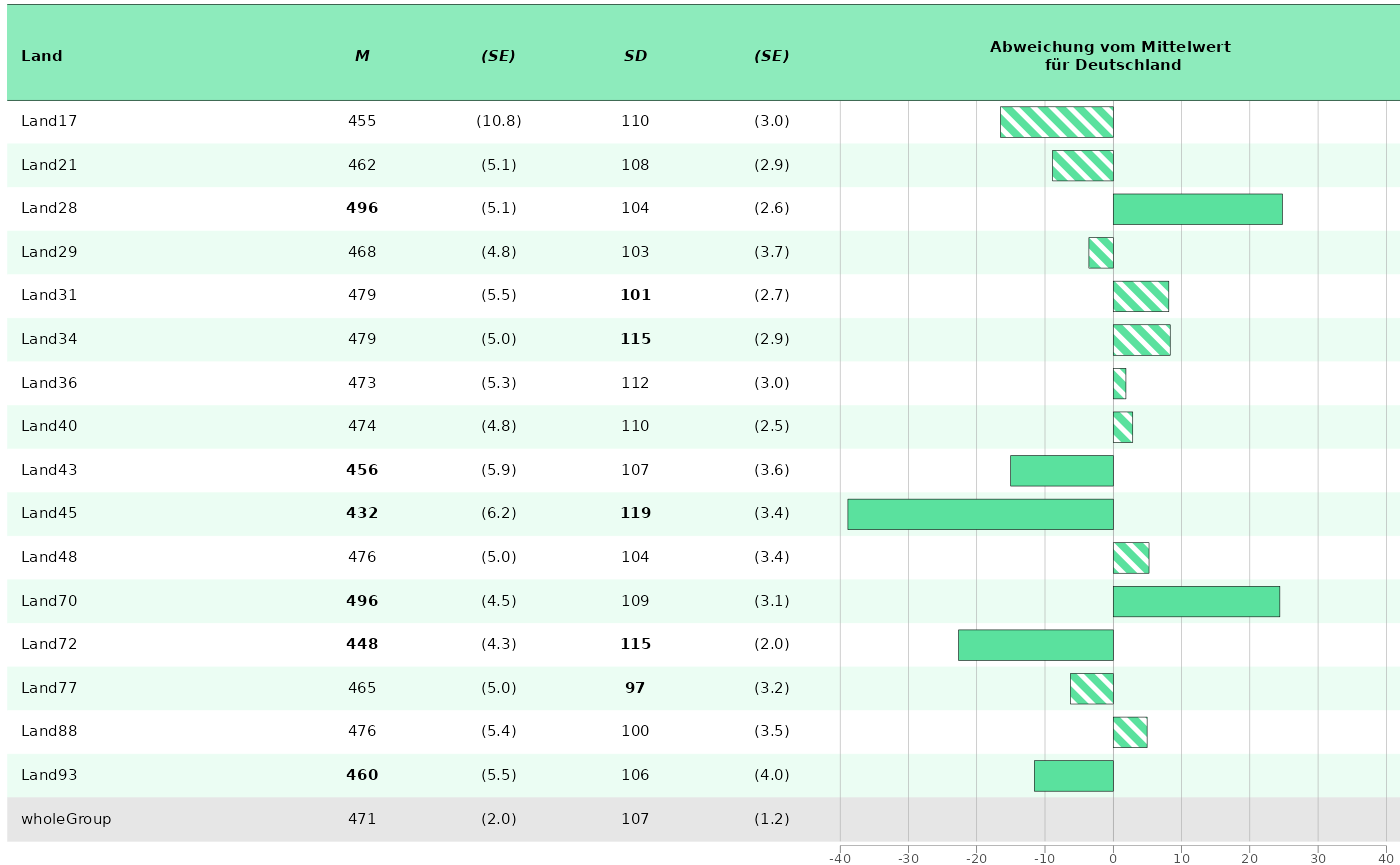 Land M (SE) SD (SE) Abweichung vom Mittelwert
für Deutschland
Land17 455 (10.8) 110 (3.0)
Land21 462 (5.1) 108 (2.9)
Land28 496 (5.1) 104 (2.6)
Land29 468 (4.8) 103 (3.7)
Land31 479 (5.5) 101 (2.7)
Land34 479 (5.0) 115 (2.9)
Land36 473 (5.3) 112 (3.0)
Land40 474 (4.8) 110 (2.5)
Land43 456 (5.9) 107 (3.6)
Land45 432 (6.2) 119 (3.4)
Land48 476 (5.0) 104 (3.4)
Land70 496 (4.5) 109 (3.1)
Land72 448 (4.3) 115 (2.0)
Land77 465 (5.0) 97 (3.2)
Land88 476 (5.4) 100 (3.5)
Land93 460 (5.5) 106 (4.0)
wholeGroup 471 (2.0) 107 (1.2)
-40 -30 -20 -10 0 10 20 30 40